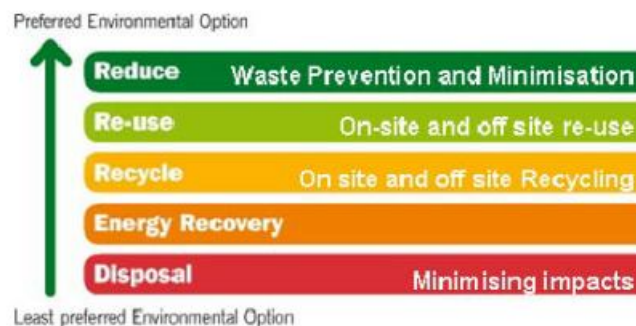 Preferred Environmental Option
Reduce Waste Prevention and Minimisation
Re-use On-site and off site re-use
Recycle On site and off site Recycling
Energy Recovery
Disposal Minimising impacts
Least preferred Environmental Option